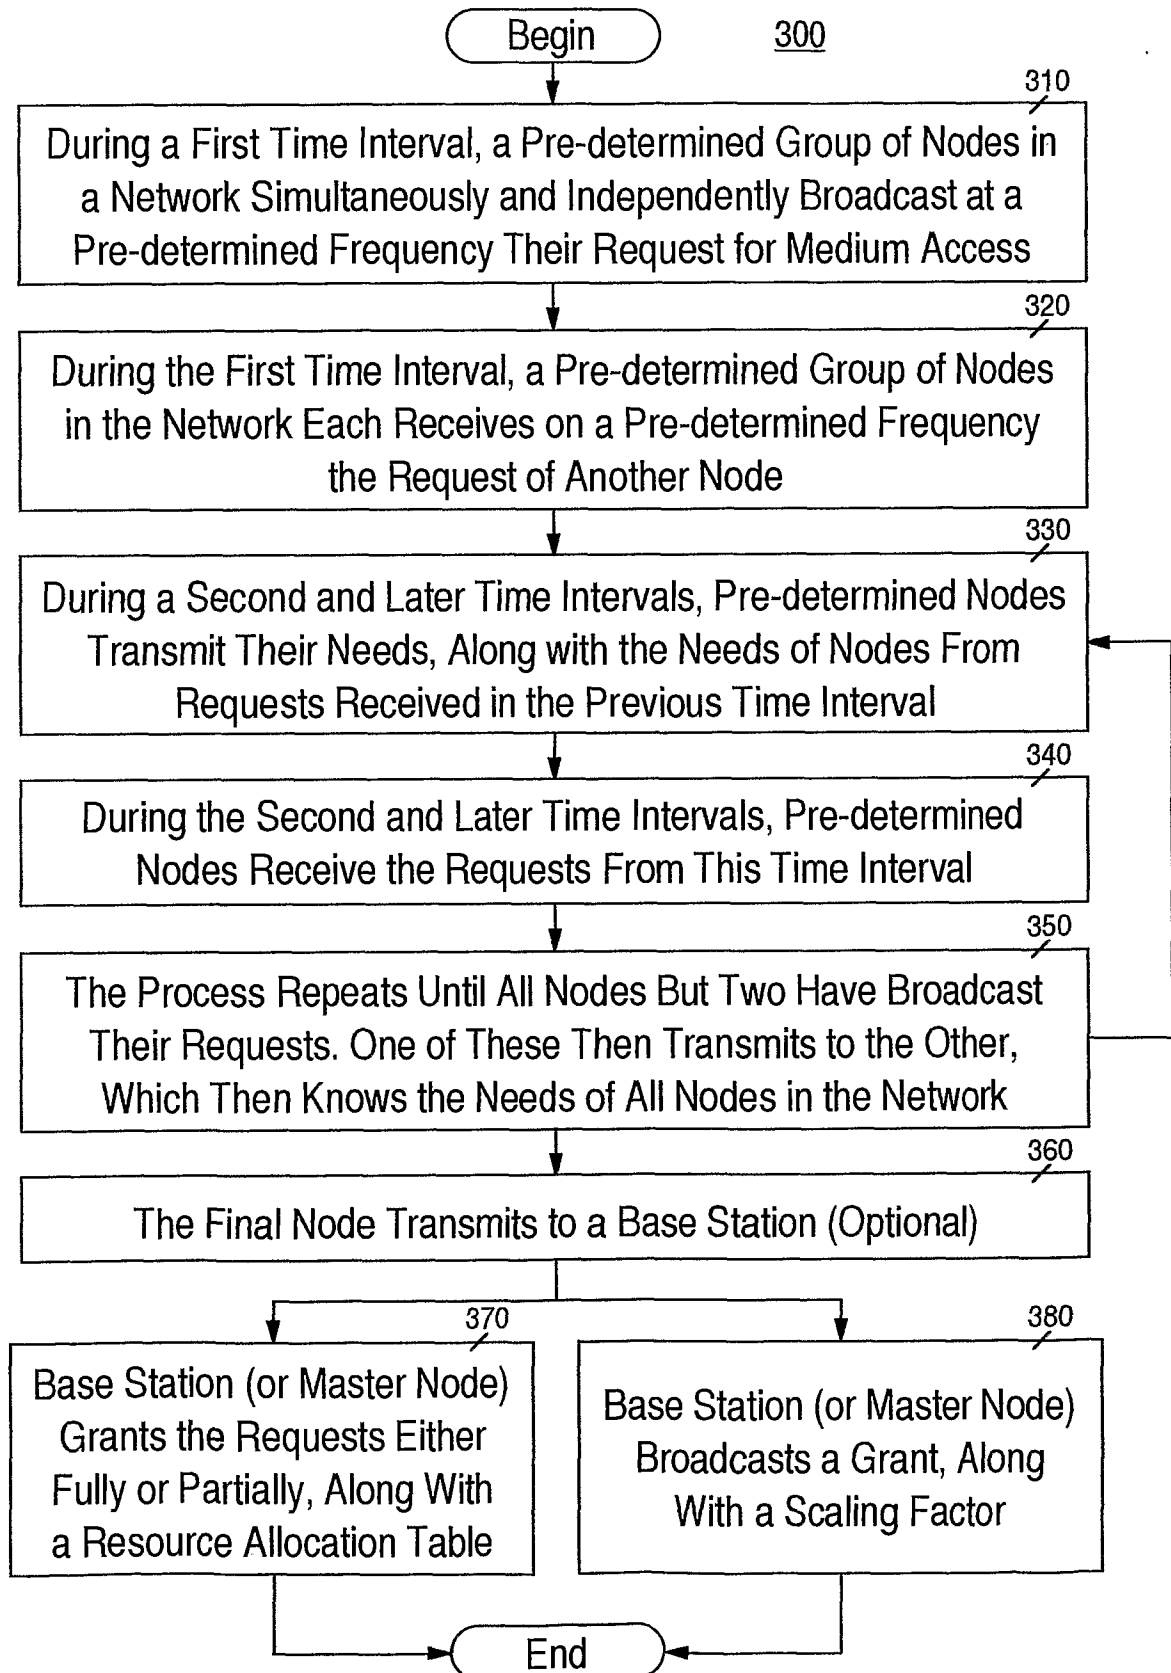 Begin
300
310
During a First Time Interval, a Pre-determined Group of Nodes in
a Network Simultaneously and Independently Broadcast at a
Pre-determined Frequency Their Request for Medium Access
320
During the First Time Interval, a Pre-determined Group of Nodes
in the Network Each Receives on a Pre-determined Frequency
the Request of Another Node
330
During a Second and Later Time Intervals, Pre-determined Nodes
Transmit Their Needs, Along with the Needs of Nodes From
Requests Received in the Previous Time Interval
340
During the Second and Later Time Intervals, Pre-determined
Nodes Receive the Requests From This Time Interval
350
The Process Repeats Until All Nodes But Two Have Broadcast
Their Requests. One of These Then Transmits to the Other,
Which Then Knows the Needs of All Nodes in the Network
360
The Final Node Transmits to a Base Station (Optional)
370
Base Station (or Master Node)
Grants the Requests Either
Fully or Partially, Along With
a Resource Allocation Table
380
Base Station (or Master Node)
Broadcasts a Grant, Along
With a Scaling Factor
End